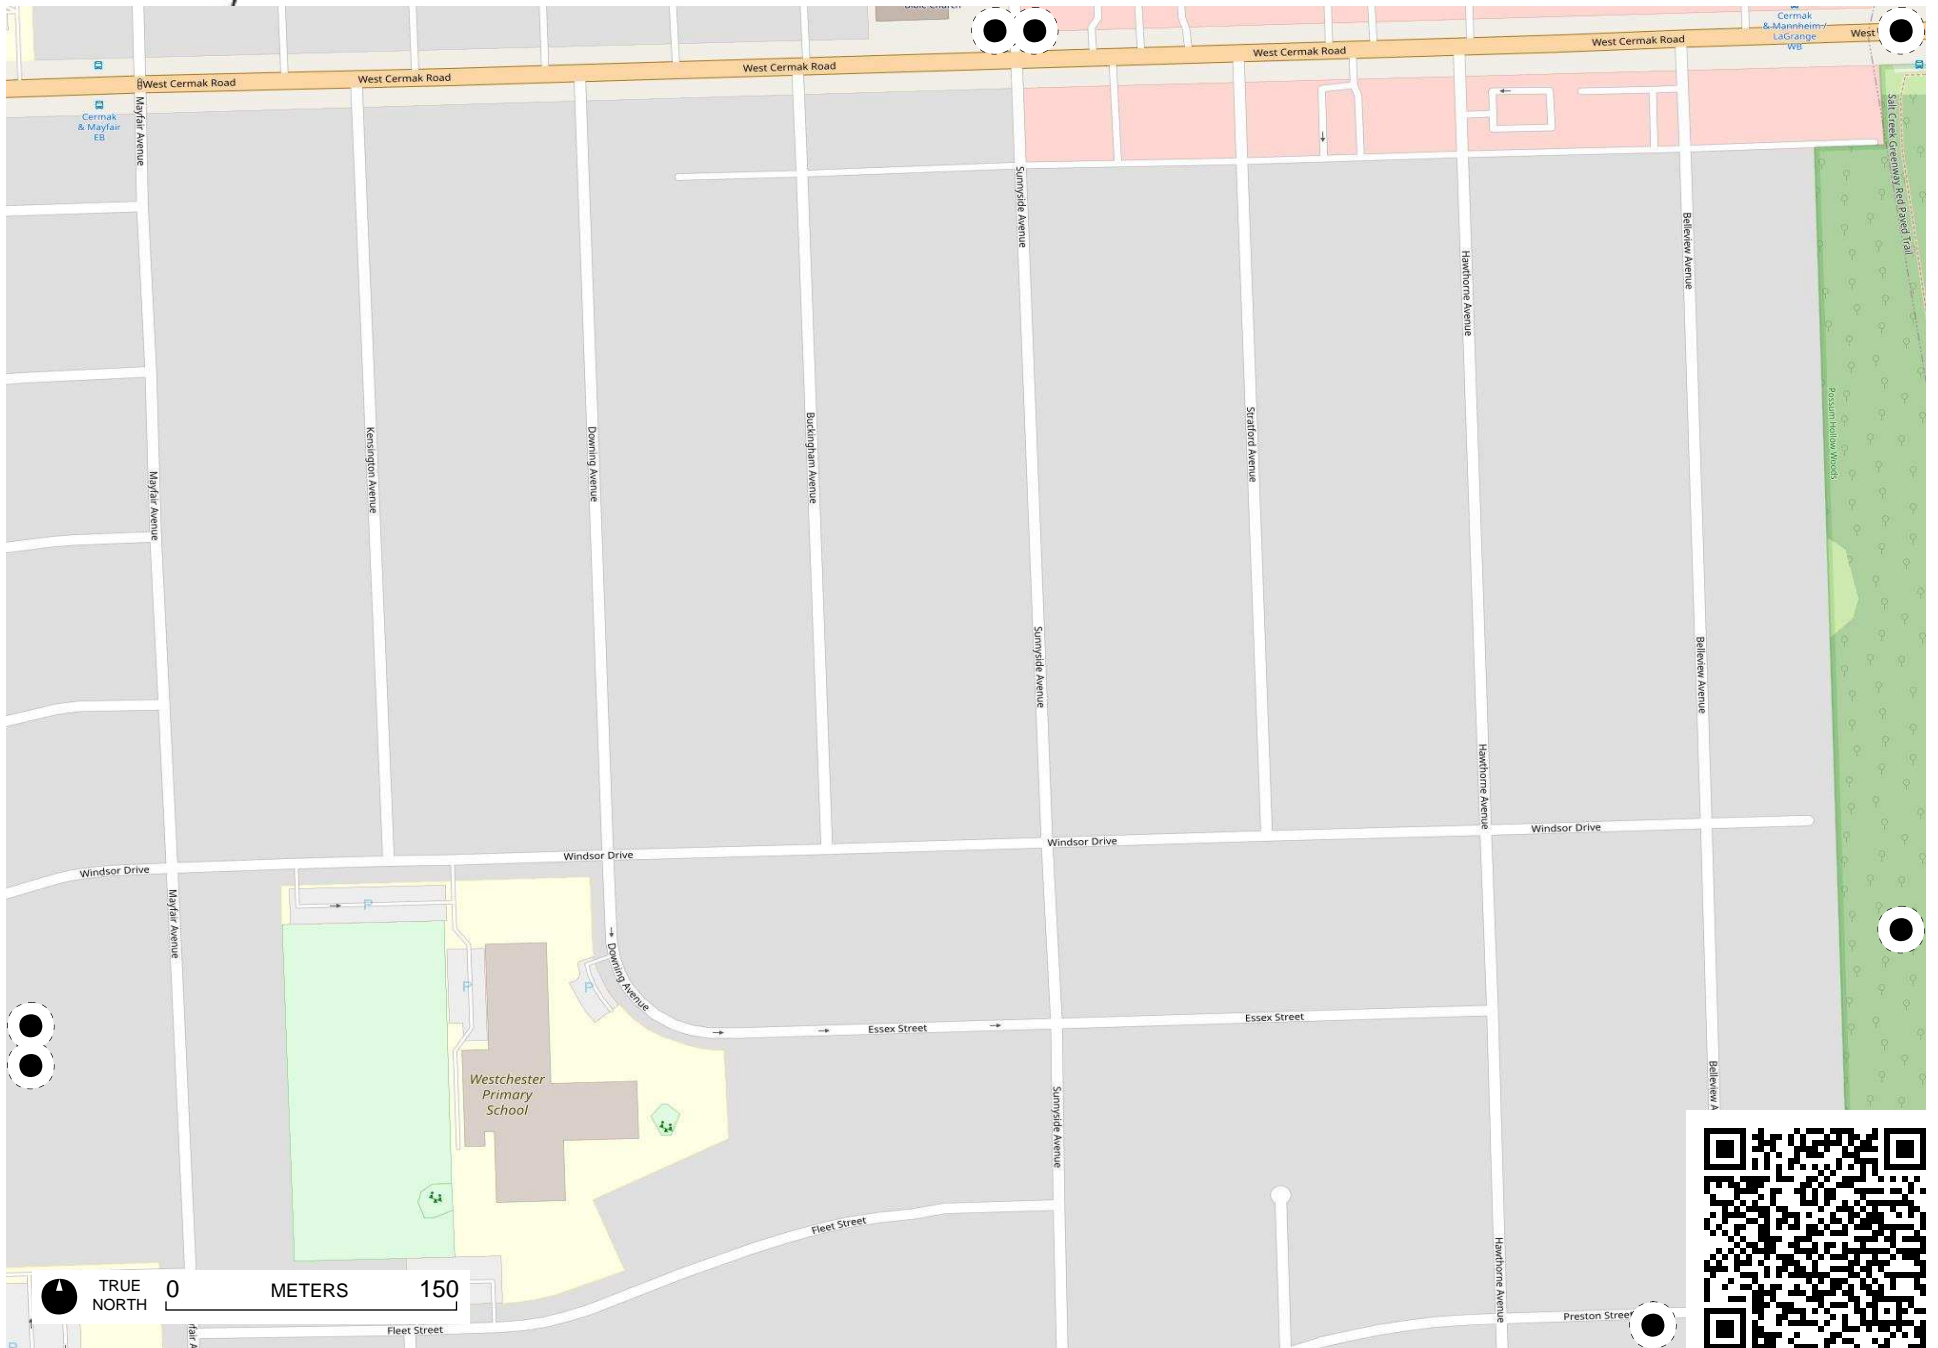 West Cermak Road
West Cermak Road
West Cermak Road
West Cermak Road
West Cermak Road
West
Cermak
& Mannheim /
LaGrange
WB
Cermak
& Mayfair
EB
Mayfair Avenue
Salt Creek Greenway Red Paved Trail
Sunnyside Avenue
Belleview Avenue
Hawthorne Avenue
Possum Hollow Woods
Stratford Avenue
Buckingham Avenue
Downing Avenue
Kensington Avenue
Mayfair Avenue
Sunnyside Avenue
Belleview Avenue
Hawthorne Avenue
Windsor Drive
Windsor Drive
Windsor Drive
Windsor Drive
Mayfair Avenue
P
P
P
Downing Avenue
Essex Street
Essex Street
Westchester
Primary
School
Belleview A
Sunnyside Avenue
Fleet Street
Hawthorne Avenue
Preston Street
Fleet Street
TRUE
NORTH
0 METERS 150